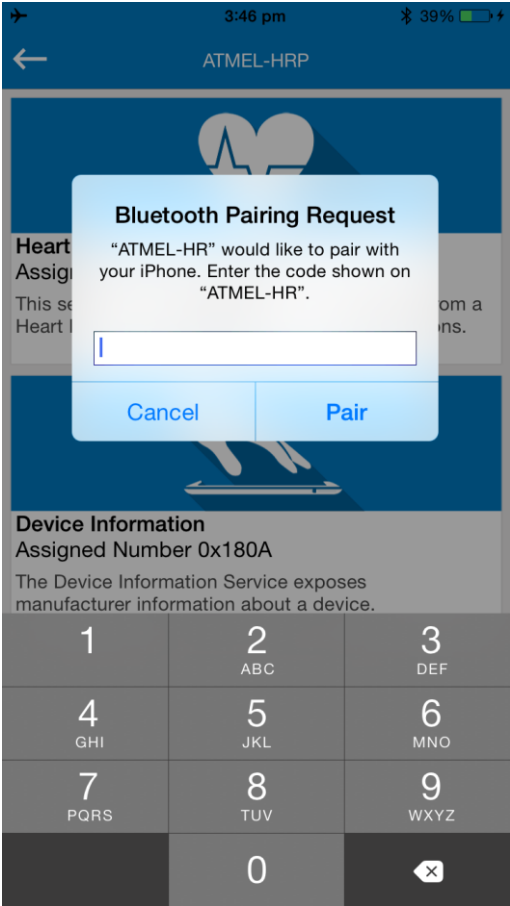 3:46 pm
39%
ATMEL-HRP
Bluetooth Pairing Request
“ATMEL-HR” would like to pair with
your iPhone. Enter the code shown on
“ATMEL-HR”.
Cancel
Pair
Heart
Assig
This se
om a
Heart
ons.
Device Information
Assigned Number 0x180A
The Device Information Service exposes
manufacturer information about a device.
1
2
ABC
3
DEF
4
GHI
5
JKL
6
MNO
7
PQRS
8
TUV
9
WXYZ
0